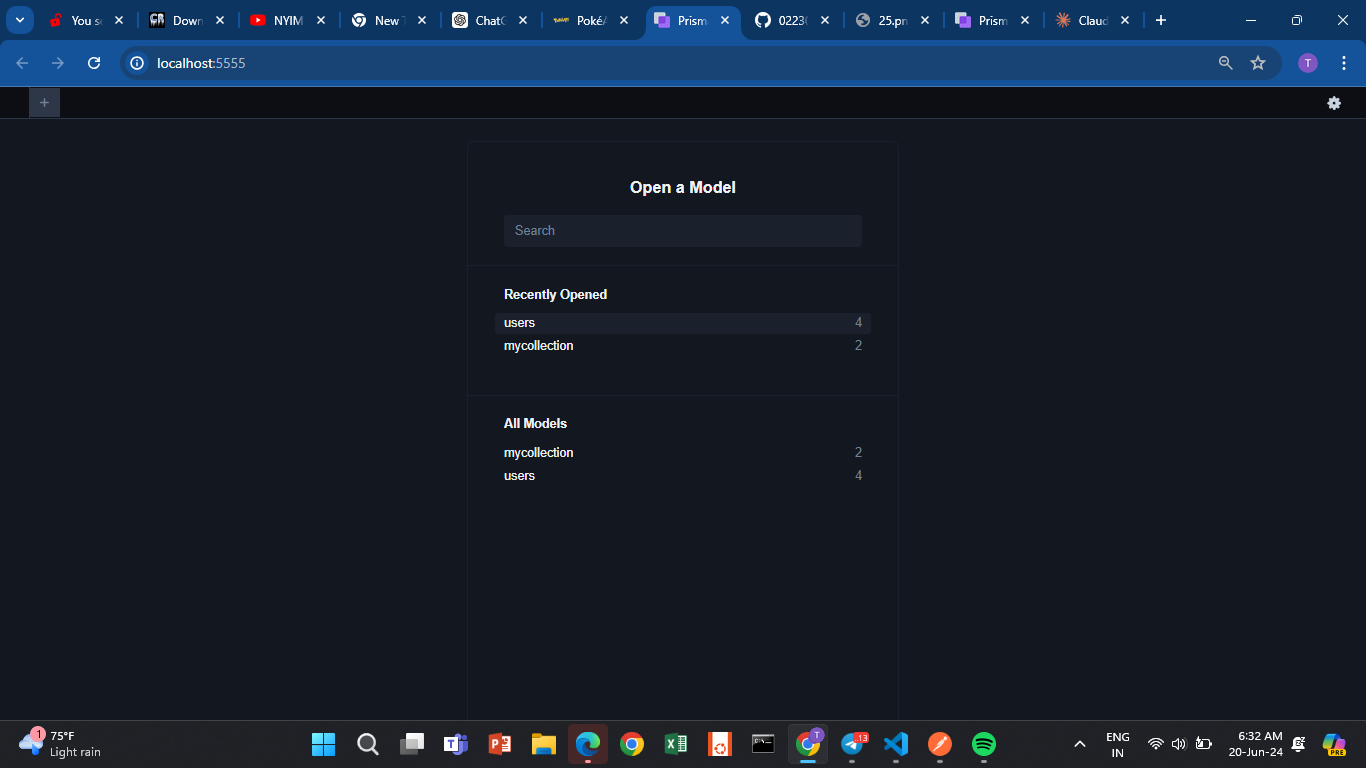 You s
Down
NYIM
New T
ChatG
Poké
Prism
0223
25.pn
Prism
Claud
localhost:5555
T
Open a Model
Search
Recently Opened
users 4
mycollection 2
All Models
mycollection 2
users 4
1
75°F
Light rain
T
13
ENG
IN
6:32 AM
20-Jun-24
PRE